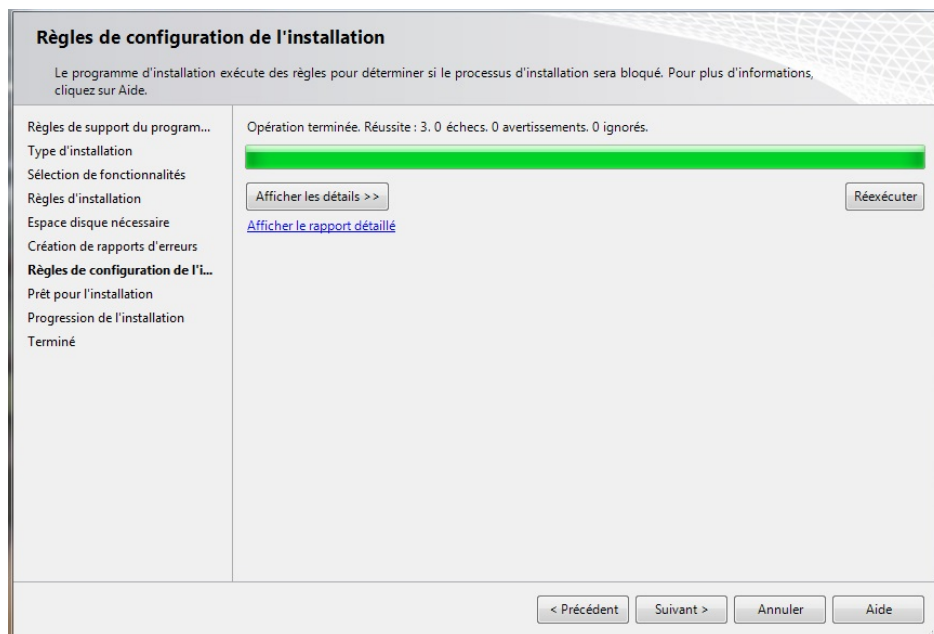 Règles de configuration de l'installation
Le programme d'installation exécute des règles pour déterminer si le processus d'installation sera bloqué. Pour plus d'informations,
cliquez sur Aide.
Règles de support du program...
Type d'installation
Sélection de fonctionnalités
Règles d'installation
Espace disque nécessaire
Création de rapports d'erreurs
Règles de configuration de l'i...
Prêt pour l'installation
Progression de l'installation
Terminé
Opération terminée. Réussite : 3. 0 échecs. 0 avertissements. 0 ignorés.
Afficher les détails >>
Réexécuter
Afficher le rapport détaillé
< Précédent
Suivant >
Annuler
Aide